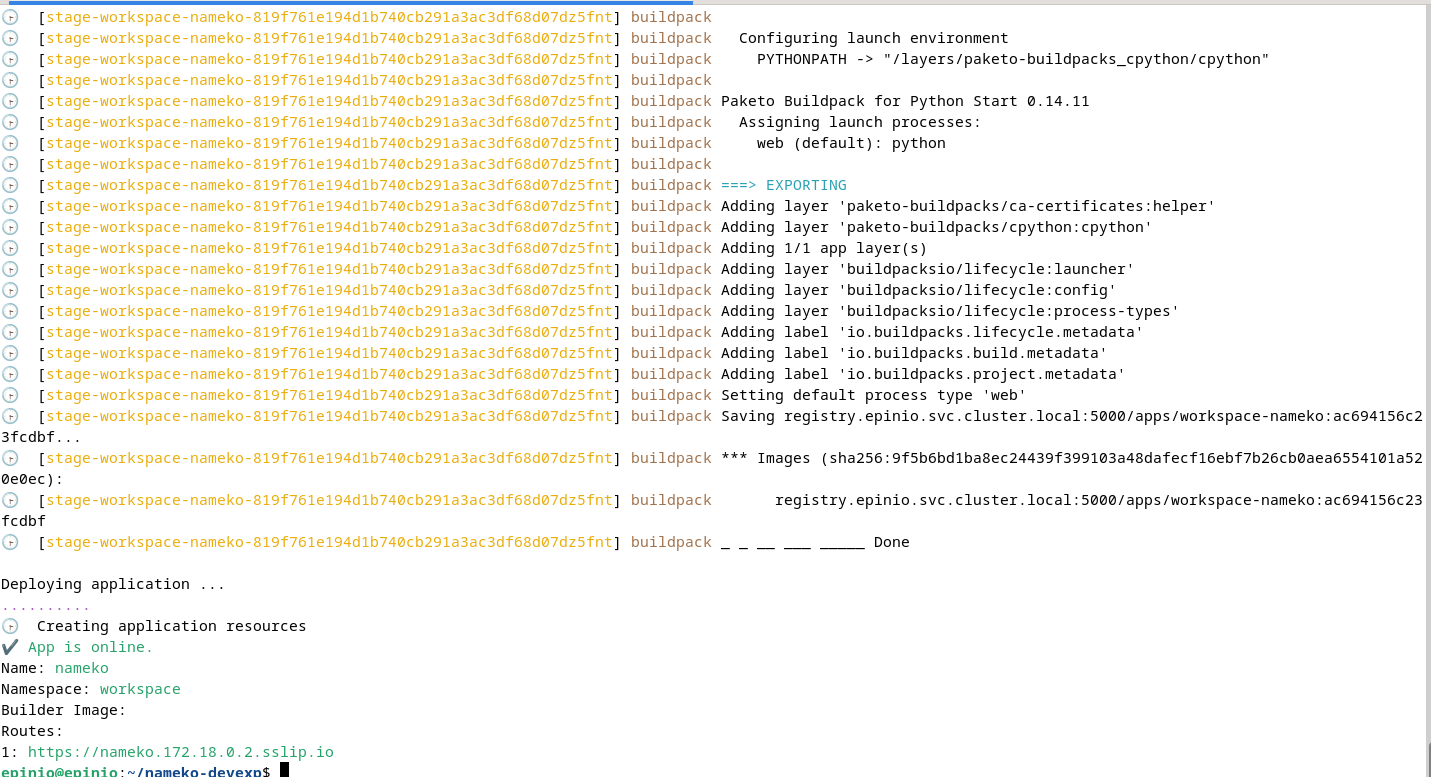 [stage-workspace-nameko-819f761e194d1b740cb291a3ac3df68d07dz5fnt] buildpack
[stage-workspace-nameko-819f761e194d1b740cb291a3ac3df68d07dz5fnt] buildpack   Configuring launch environment
[stage-workspace-nameko-819f761e194d1b740cb291a3ac3df68d07dz5fnt] buildpack     PYTHONPATH -> "/layers/paketo-buildpacks_cpython/cpython"
[stage-workspace-nameko-819f761e194d1b740cb291a3ac3df68d07dz5fnt] buildpack
[stage-workspace-nameko-819f761e194d1b740cb291a3ac3df68d07dz5fnt] buildpack Paketo Buildpack for Python Start 0.14.11
[stage-workspace-nameko-819f761e194d1b740cb291a3ac3df68d07dz5fnt] buildpack   Assigning launch processes:
[stage-workspace-nameko-819f761e194d1b740cb291a3ac3df68d07dz5fnt] buildpack     web (default): python
[stage-workspace-nameko-819f761e194d1b740cb291a3ac3df68d07dz5fnt] buildpack
[stage-workspace-nameko-819f761e194d1b740cb291a3ac3df68d07dz5fnt] buildpack ===> EXPORTING
[stage-workspace-nameko-819f761e194d1b740cb291a3ac3df68d07dz5fnt] buildpack Adding layer 'paketo-buildpacks/ca-certificates:helper'
[stage-workspace-nameko-819f761e194d1b740cb291a3ac3df68d07dz5fnt] buildpack Adding layer 'paketo-buildpacks/cpython:cpython'
[stage-workspace-nameko-819f761e194d1b740cb291a3ac3df68d07dz5fnt] buildpack Adding 1/1 app layer(s)
[stage-workspace-nameko-819f761e194d1b740cb291a3ac3df68d07dz5fnt] buildpack Adding layer 'buildpacksio/lifecycle:launcher'
[stage-workspace-nameko-819f761e194d1b740cb291a3ac3df68d07dz5fnt] buildpack Adding layer 'buildpacksio/lifecycle:config'
[stage-workspace-nameko-819f761e194d1b740cb291a3ac3df68d07dz5fnt] buildpack Adding layer 'buildpacksio/lifecycle:process-types'
[stage-workspace-nameko-819f761e194d1b740cb291a3ac3df68d07dz5fnt] buildpack Adding label 'io.buildpacks.lifecycle.metadata'
[stage-workspace-nameko-819f761e194d1b740cb291a3ac3df68d07dz5fnt] buildpack Adding label 'io.buildpacks.build.metadata'
[stage-workspace-nameko-819f761e194d1b740cb291a3ac3df68d07dz5fnt] buildpack Adding label 'io.buildpacks.project.metadata'
[stage-workspace-nameko-819f761e194d1b740cb291a3ac3df68d07dz5fnt] buildpack Setting default process type 'web'
[stage-workspace-nameko-819f761e194d1b740cb291a3ac3df68d07dz5fnt] buildpack Saving registry.epinio.svc.cluster.local:5000/apps/workspace-nameko:ac694156c2
3fcdbf...
[stage-workspace-nameko-819f761e194d1b740cb291a3ac3df68d07dz5fnt] buildpack *** Images (sha256:9f5b6bd1ba8ec24439f399103a48dafecf16ebf7b26cb0aea6554101a52
0e0ec):
[stage-workspace-nameko-819f761e194d1b740cb291a3ac3df68d07dz5fnt] buildpack       registry.epinio.svc.cluster.local:5000/apps/workspace-nameko:ac694156c23
fcdbf
[stage-workspace-nameko-819f761e194d1b740cb291a3ac3df68d07dz5fnt] buildpack _ _ __ ___ _____ Done
Deploying application ...
..........
Creating application resources
✔ App is online.
Name: nameko
Namespace: workspace
Builder Image:
Routes:
1: https://nameko.172.18.0.2.sslip.io
epinio@epinio:~/nameko-devexp$